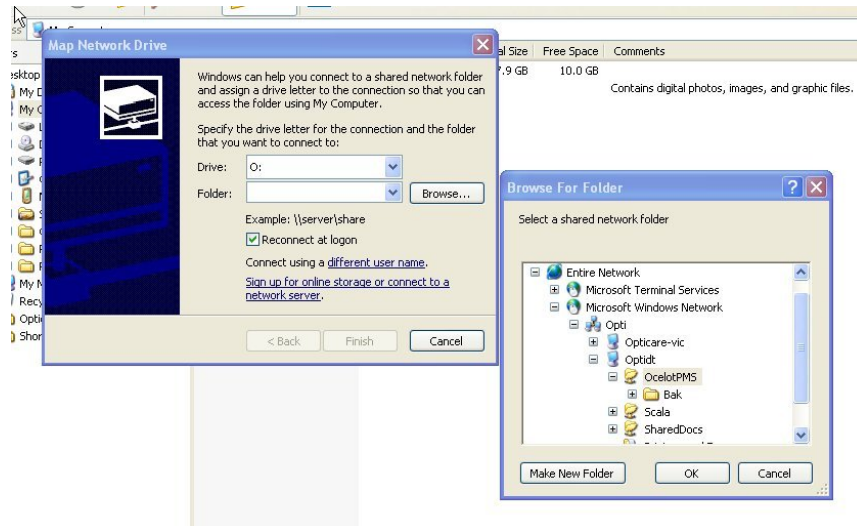 Map Network Drive
al Size
Free Space
Comments
7.9 GB
10.0 GB
Contains digital photos, images, and graphic files.
esktop
My D
My C
My N
Recy
Opti
Shor
Windows can help you connect to a shared network folder
and assign a drive letter to the connection so that you can
access the folder using My Computer.
Specify the drive letter for the connection and the folder
that you want to connect to:
Drive:
O:
Folder:
Browse...
Example: \\server\share
Reconnect at logon
Connect using a different user name.
Sign up for online storage or connect to a
network server.
< Back
Finish
Cancel
Browse For Folder
Select a shared network folder
Entire Network
Microsoft Terminal Services
Microsoft Windows Network
Opti
Opticare-vic
Optidt
OcelotPMS
Bak
Scala
SharedDocs
Make New Folder
OK
Cancel